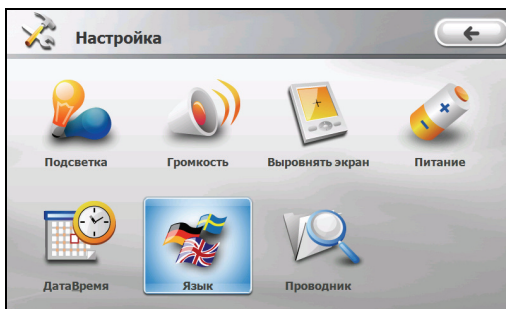 Настройка
Подсветка Громкость Выровнять экран Питание
ДатаВремя Язык Проводник